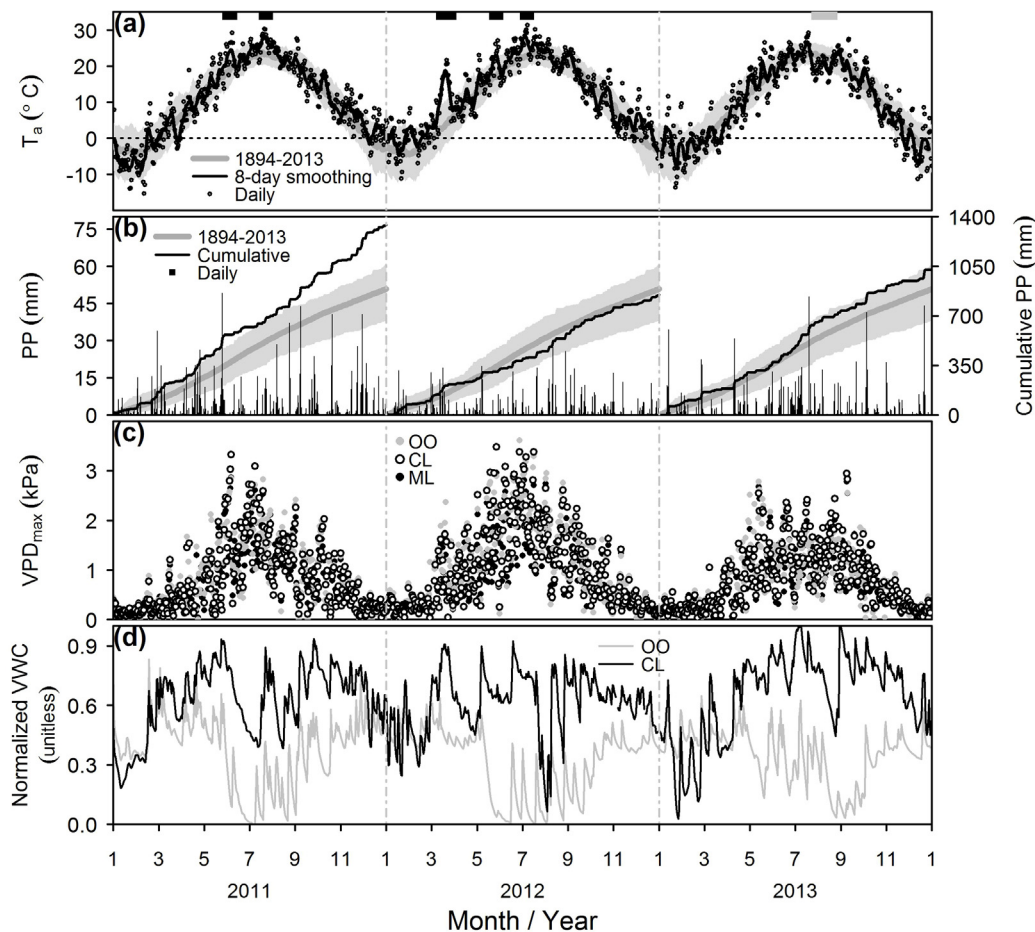 (a)
30
20
10
0
-10
Ta (° C)
1894-2013
8-day smoothing
Daily
(b)
75
60
45
30
15
0
PP (mm)
1894-2013
Cumulative
Daily
1400
1050
700
350
0
Cumulative PP (mm)
(c)
3
2
1
0
VPDmax (kPa)
OO
CL
ML
(d)
0.9
0.6
0.3
0.0
Normalized VWC
(unitless)
OO
CL
1 3 5 7 9 11 1 3 5 7 9 11 1 3 5 7 9 11 1
2011 2012 2013
Month / Year